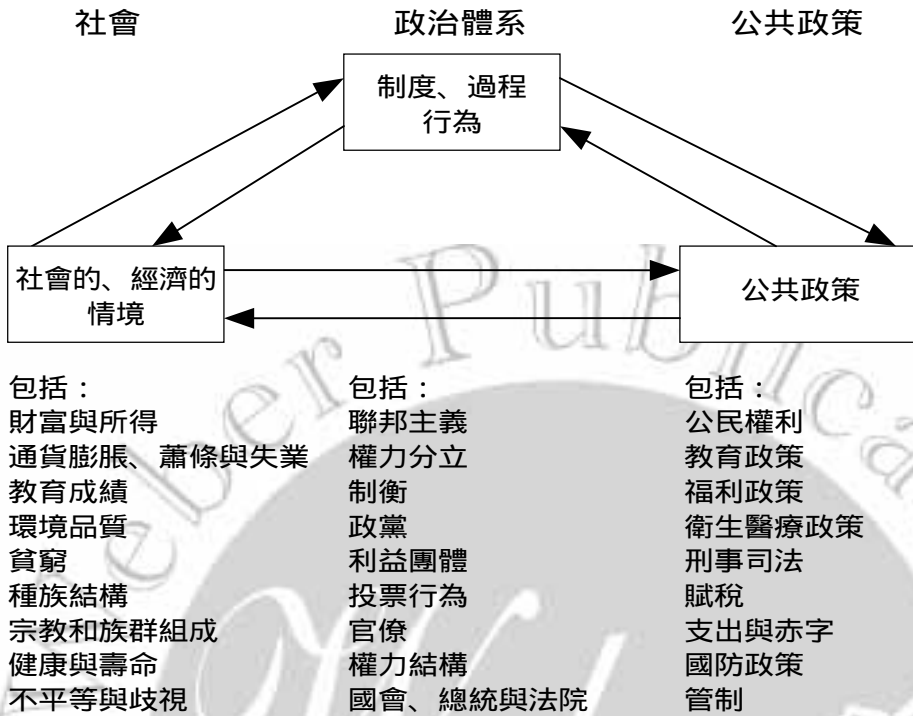 社會
政治體系
公共政策
制度、過程
行為
社會的、經濟的
情境
公共政策
包括：
財富與所得
通貨膨脹、蕭條與失業
教育成績
環境品質
貧窮
種族結構
宗教和族群組成
健康與壽命
不平等與歧視
包括：
聯邦主義
權力分立
制衡
政黨
利益團體
投票行為
官僚
權力結構
國會、總統與法院
包括：
公民權利
教育政策
福利政策
衛生醫療政策
刑事司法
賦稅
支出與赤字
國防政策
管制